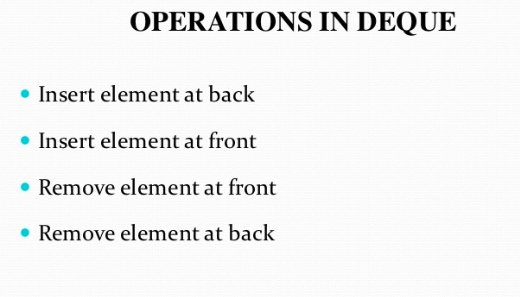 OPERATIONS IN DEQUE
• Insert element at back
• Insert element at front
• Remove element at front
• Remove element at back